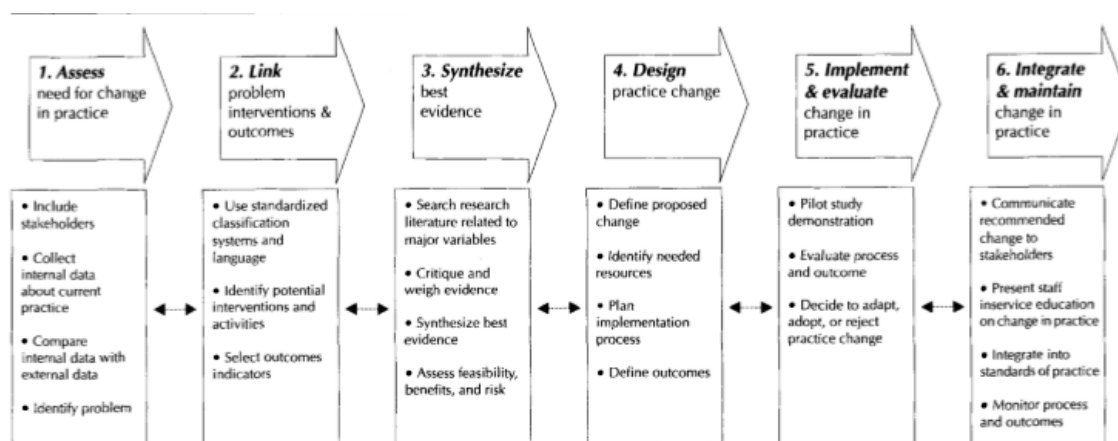 1. Assess
need for change
in practice
2. Link
problem
interventions &
outcomes
3. Synthesize
best
evidence
4. Design
practice change
5. Implement
& evaluate
change in
practice
6. Integrate
& maintain
change in
practice
• Include
stakeholders
• Collect
internal data
about current
practice
• Compare
internal data with
external data
• Identify problem
• Use standardized
classification
systems and
language
• Identify potential
interventions and
activities
• Select outcomes
indicators
• Search research
literature related to
major variables
• Critique and
weigh evidence
• Synthesize best
evidence
• Assess feasibility,
benefits, and risk
• Define proposed
change
• Identify needed
resources
• Plan
implementation
process
• Define outcomes
• Pilot study
demonstration
• Evaluate process
and outcome
• Decide to adapt,
adopt, or reject
practice change
• Communicate
recommended
change to
stakeholders
• Present staff
inservice education
on change in practice
• Integrate into
standards of practice
• Monitor process
and outcomes